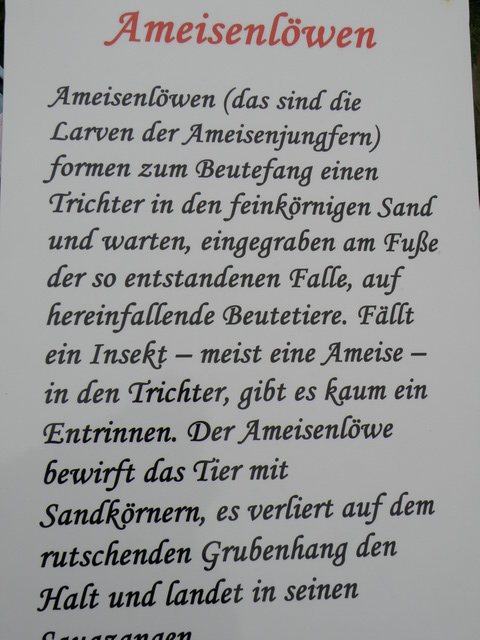 Ameisenlöwen
Ameisenlöwen (das sind die
Larven der Ameisenjungfern)
formen zum Beutefang einen
Trichter in den feinkörnigen Sand
und warten, eingegraben am Fuße
der so entstandenen Falle, auf
hereinfallende Beutetiere. Fällt
ein Insekt – meist eine Ameise –
in den Trichter, gibt es kaum ein
Entrinnen. Der Ameisenlöwe
bewirft das Tier mit
Sandkörnern, es verliert auf dem
rutschenden Grubenhang den
Halt und landet in seinen
Saugzangen